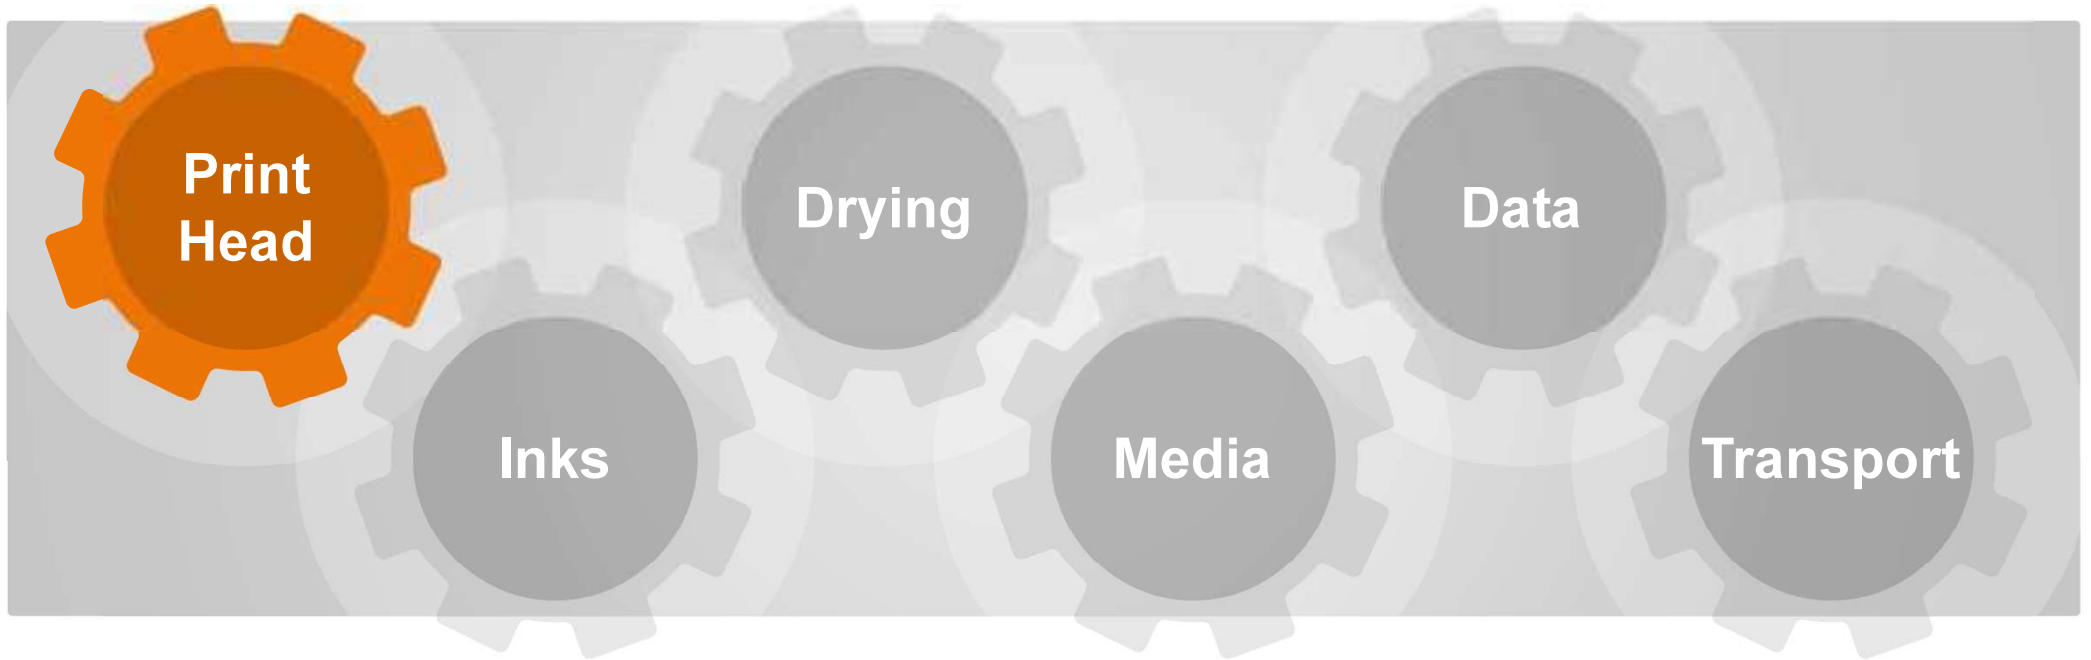 Print
Head
Drying
Data
Inks
Media
Transport